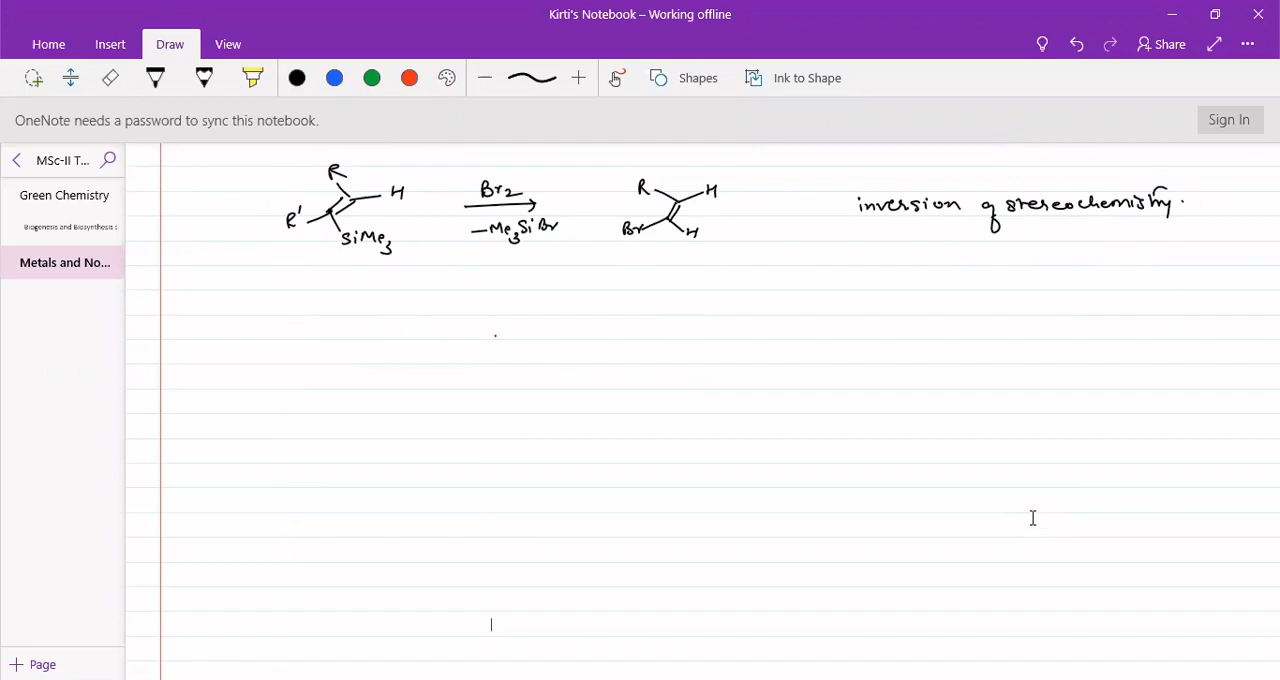 Kirti's Notebook – Working offline
Home Insert Draw View Share
Shapes Ink to Shape
OneNote needs a password to sync this notebook. Sign In
MSc-II T...
Green Chemistry
Biogenesis and Biosynthesis :
Metals and No...
R H
R' SiMe3
Br2
–Me3SiBr
R H
Br H
inversion of stereochemistry.
Page